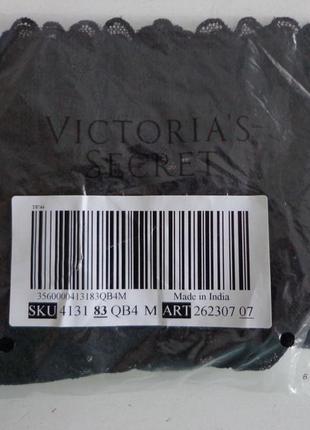 VICTORIA'S
SECRET
3560000413183QB4M
Made in India
SKU 4131 83 QB4 M ART 262307 07